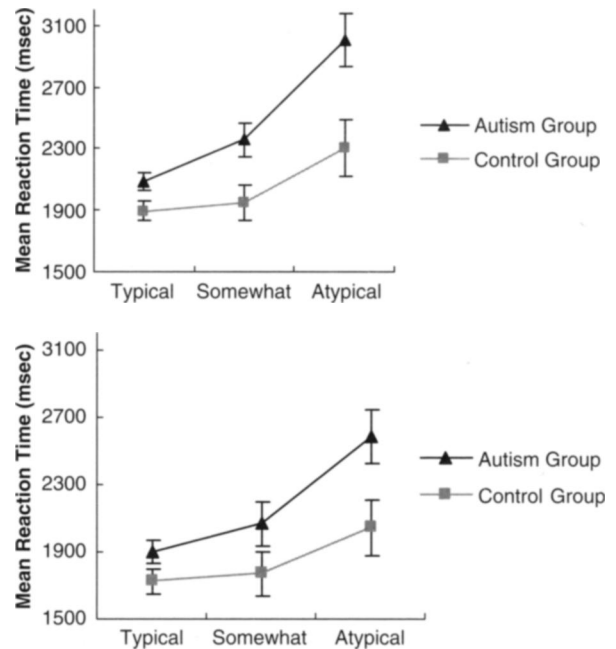 Mean Reaction Time (msec)
3100
2700
2300
1900
1500
Typical Somewhat Atypical
Autism Group
Control Group
Mean Reaction Time (msec)
3100
2700
2300
1900
1500
Typical Somewhat Atypical
Autism Group
Control Group